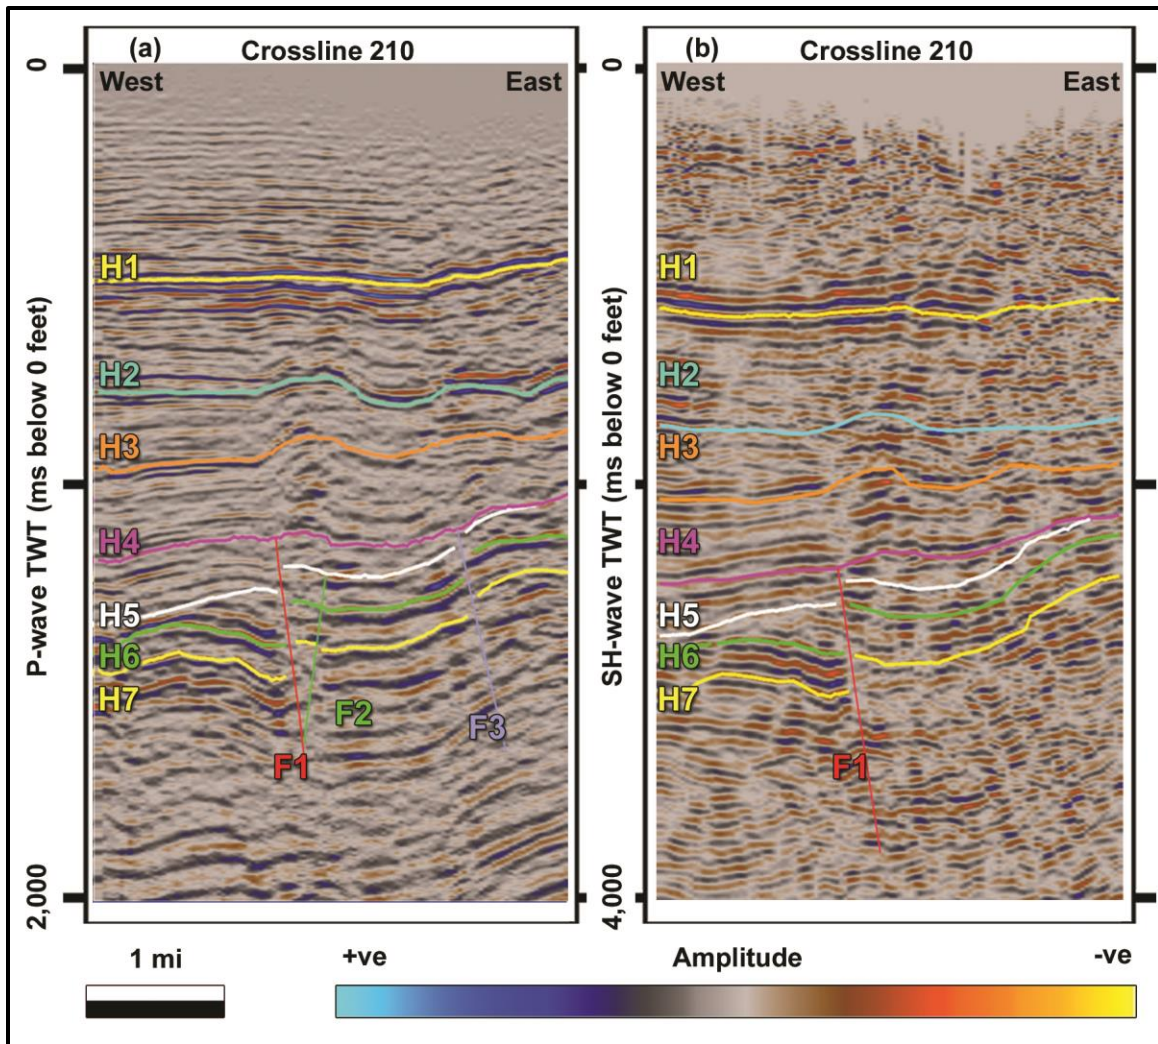 (a)
Crossline 210
West
East
0
P-wave TWT (ms below 0 feet)
2,000
H1
H2
H3
H4
H5
H6
H7
F1
F2
F3
(b)
Crossline 210
West
East
0
SH-wave TWT (ms below 0 feet)
4,000
H1
H2
H3
H4
H5
H6
H7
F1
1 mi
+ve
Amplitude
-ve